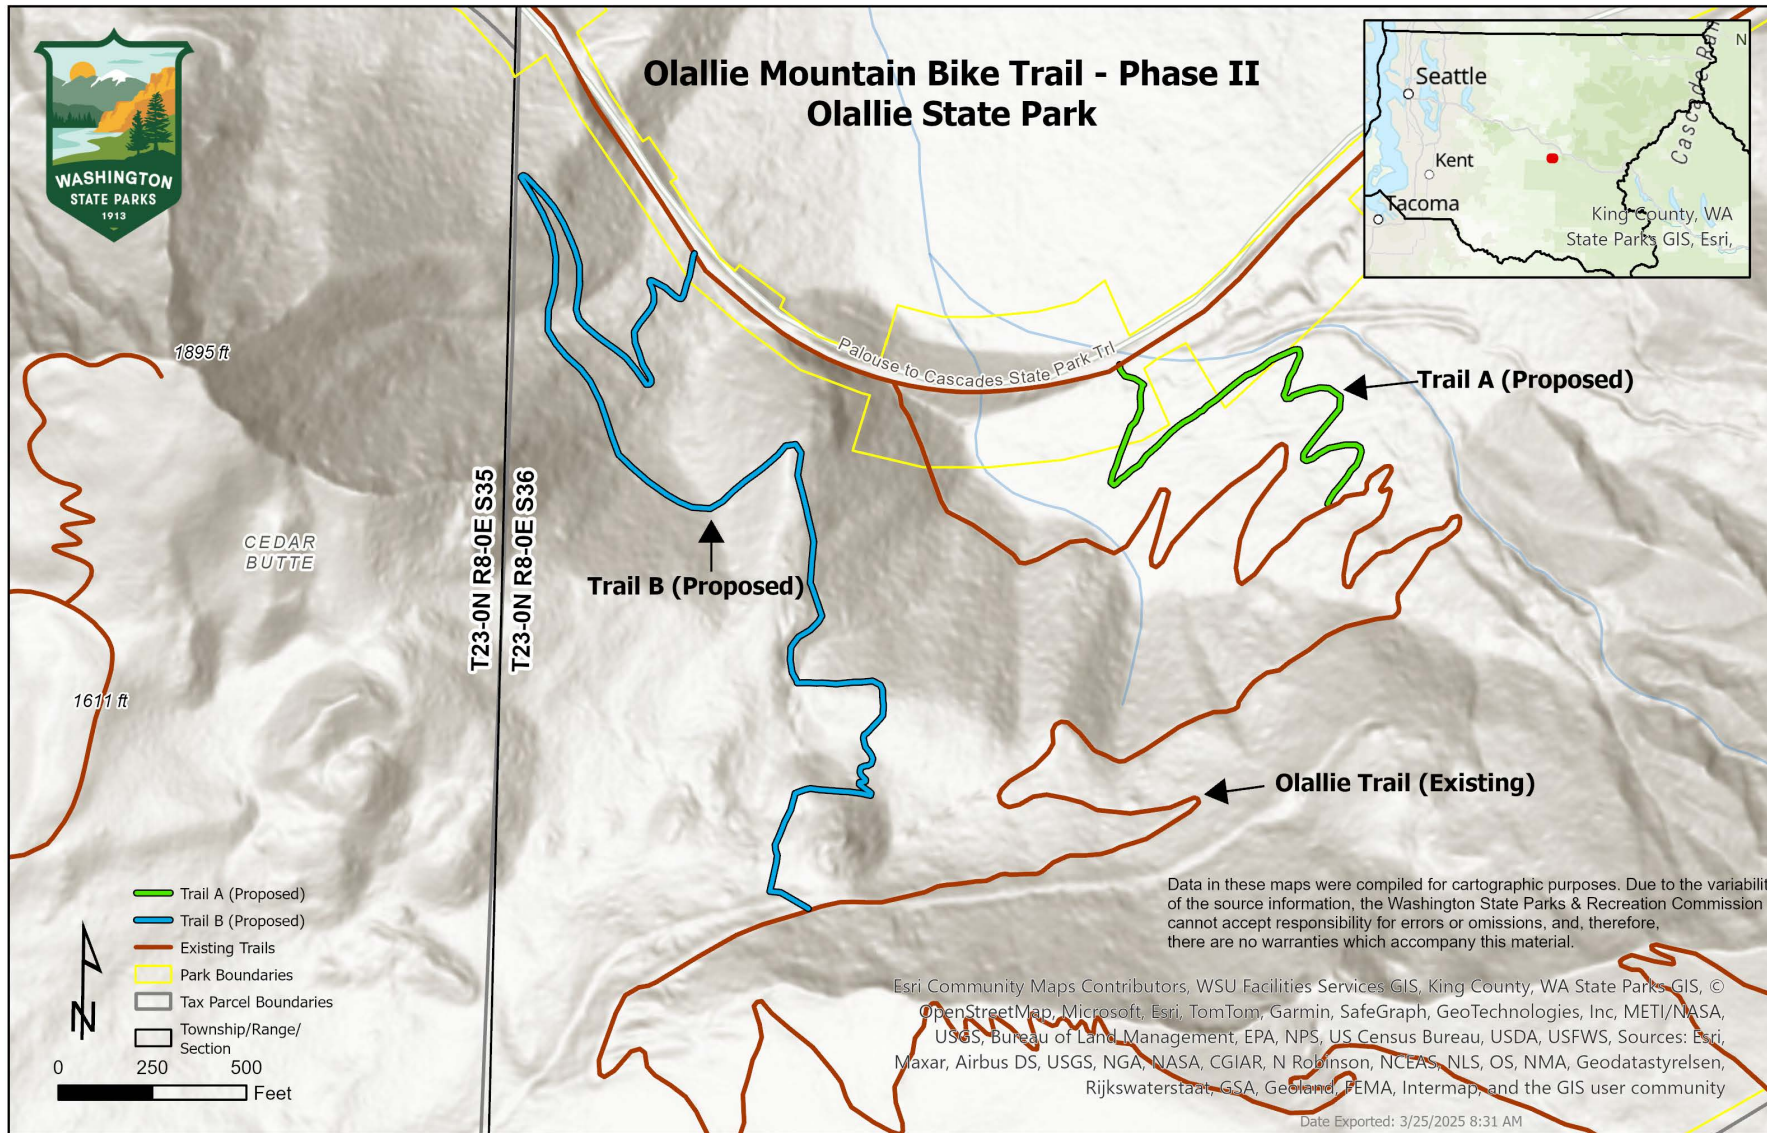 Olallie Mountain Bike Trail - Phase II
Olallie State Park
WASHINGTON
STATE PARKS
1913
Seattle
Kent
Tacoma
Cascade Ran
N
King County, WA
State Parks GIS, Esri,
1895 ft
Palouse to Cascades State Park Trl
Trail A (Proposed)
T23-0N R8-0E S35
T23-0N R8-0E S36
CEDAR
BUTTE
Trail B (Proposed)
1611 ft
Olallie Trail (Existing)
Trail A (Proposed)
Trail B (Proposed)
Existing Trails
Park Boundaries
Tax Parcel Boundaries
Township/Range/
Section
N
0 250 500
Feet
Data in these maps were compiled for cartographic purposes. Due to the variabilit
of the source information, the Washington State Parks & Recreation Commission
cannot accept responsibility for errors or omissions, and, therefore,
there are no warranties which accompany this material.
Esri Community Maps Contributors, WSU Facilities Services GIS, King County, WA State Parks GIS, ©
OpenStreetMap, Microsoft, Esri, TomTom, Garmin, SafeGraph, GeoTechnologies, Inc, METI/NASA,
USGS, Bureau of Land Management, EPA, NPS, US Census Bureau, USDA, USFWS, Sources: Esri,
Maxar, Airbus DS, USGS, NGA, NASA, CGIAR, N Robinson, NCEAS, NLS, OS, NMA, Geodatastyrelsen,
Rijkswaterstaat, GSA, Geoland, FEMA, Intermap, and the GIS user community
Date Exported: 3/25/2025 8:31 AM